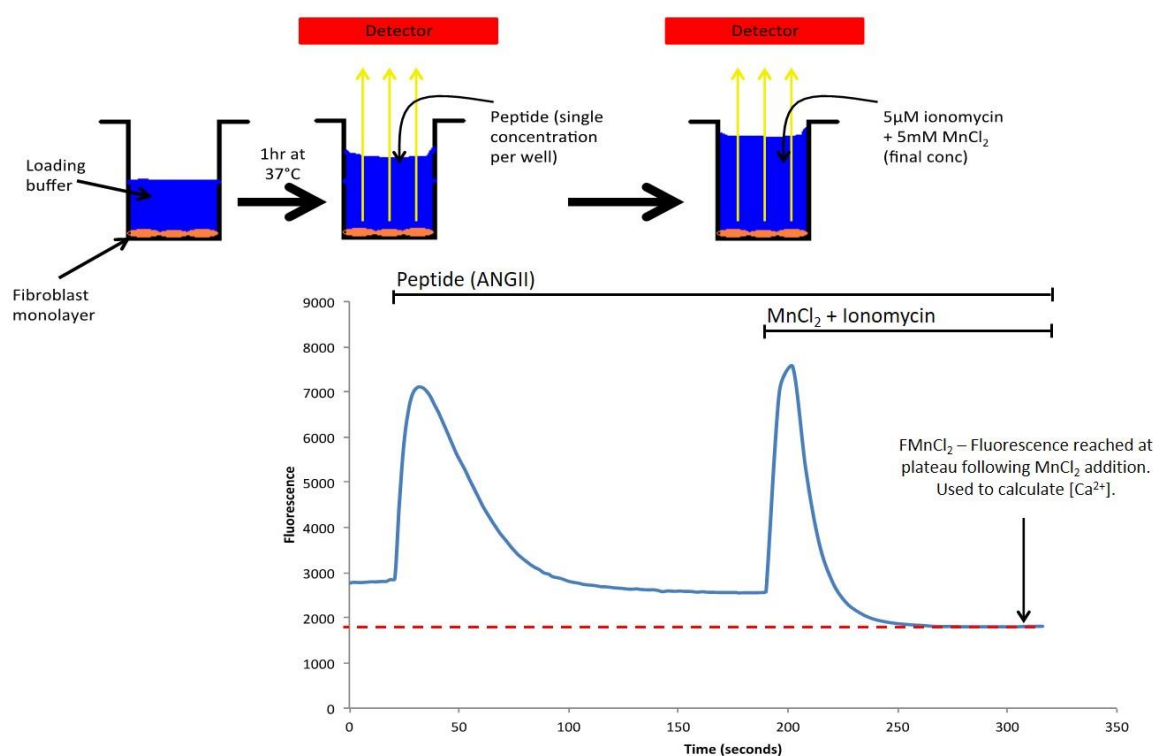 Detector
Detector
Loading
buffer
1hr at
37°C
Peptide (single
concentration
per well)
5µM ionomycin
+ 5mM MnCl₂
(final conc)
Fibroblast
monolayer
Peptide (ANGII)
MnCl₂ + Ionomycin
FMnCl₂ – Fluorescence reached at
plateau following MnCl₂ addition.
Used to calculate [Ca²⁺].
Fluorescence
9000
8000
7000
6000
5000
4000
3000
2000
1000
0
0 50 100 150 200 250 300 350
Time (seconds)